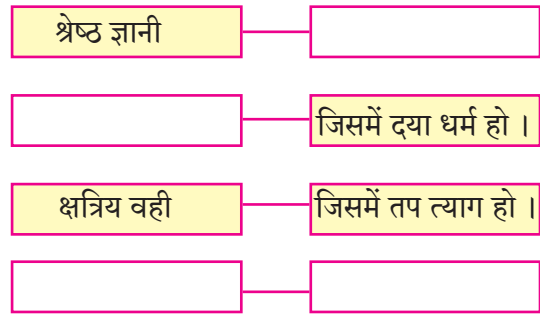 श्रेष्ठ ज्ञानी
जिसमें दया धर्म हो ।
क्षत्रिय वही
जिसमें तप त्याग हो ।